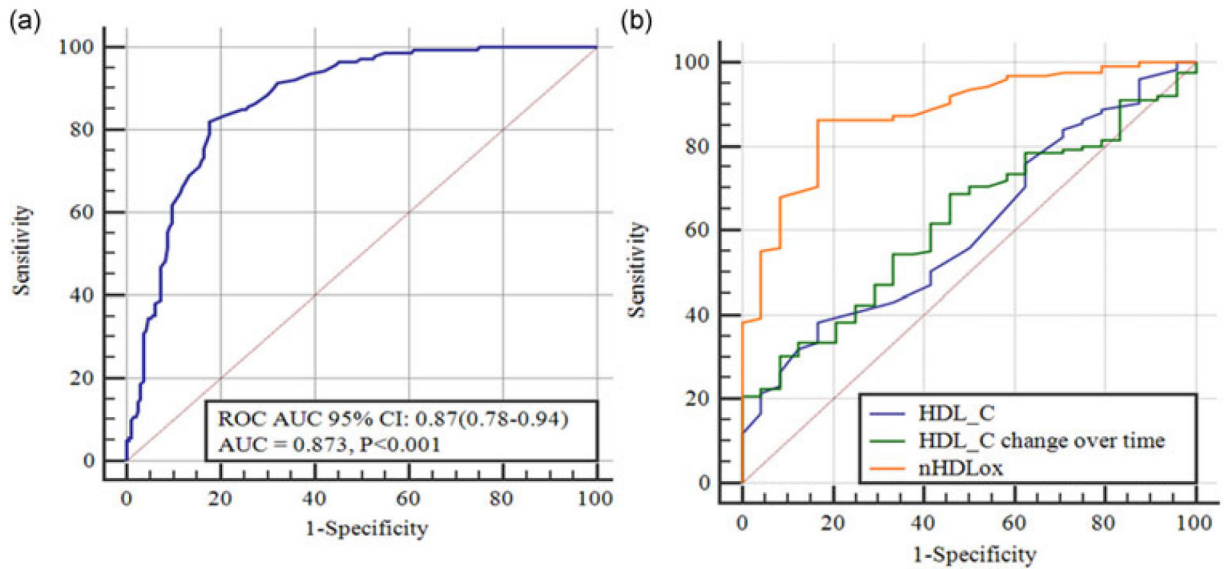 (a)
100
80
60
40
20
0
Sensitivity
ROC AUC 95% CI: 0.87(0.78-0.94)
AUC = 0.873, P<0.001
0 20 40 60 80 100
1-Specificity
(b)
100
80
60
40
20
0
Sensitivity
HDL_C
HDL_C change over time
nHDLox
0 20 40 60 80 100
1-Specificity